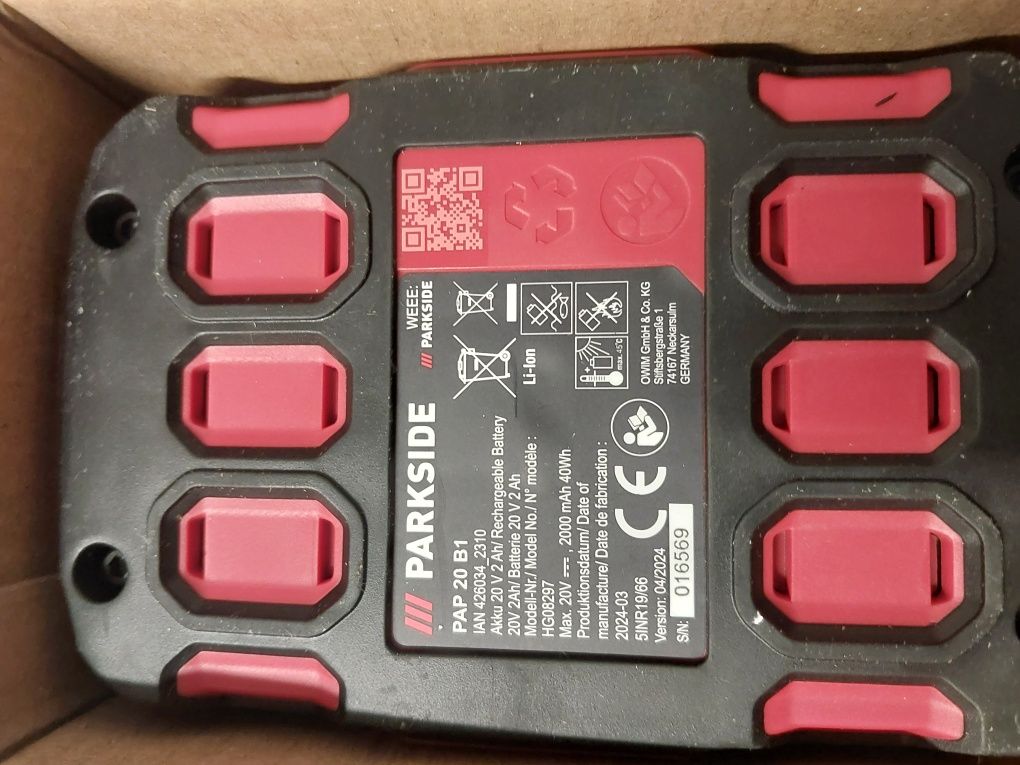 WEEE:
PARKSIDE
PARKSIDE
PAP 20 B1
IAN 426034_2310
Akku 20 V 2 Ah/ Rechargeable Battery
20V 2Ah/ Batterie 20 V 2 Ah
Modell-Nr./ Model No./ N° modèle :
HG08297
Max. 20V ⎓, 2000 mAh 40Wh
Produktionsdatum/ Date of
manufacture/ Date de fabrication :
2024-03
5INR19/66
Version: 04/2024
S/N: 016569
Li-Ion
max. 45°C
CE
OWIM GmbH & Co. KG
Stiftsbergstraße 1
74167 Neckarsulm
GERMANY